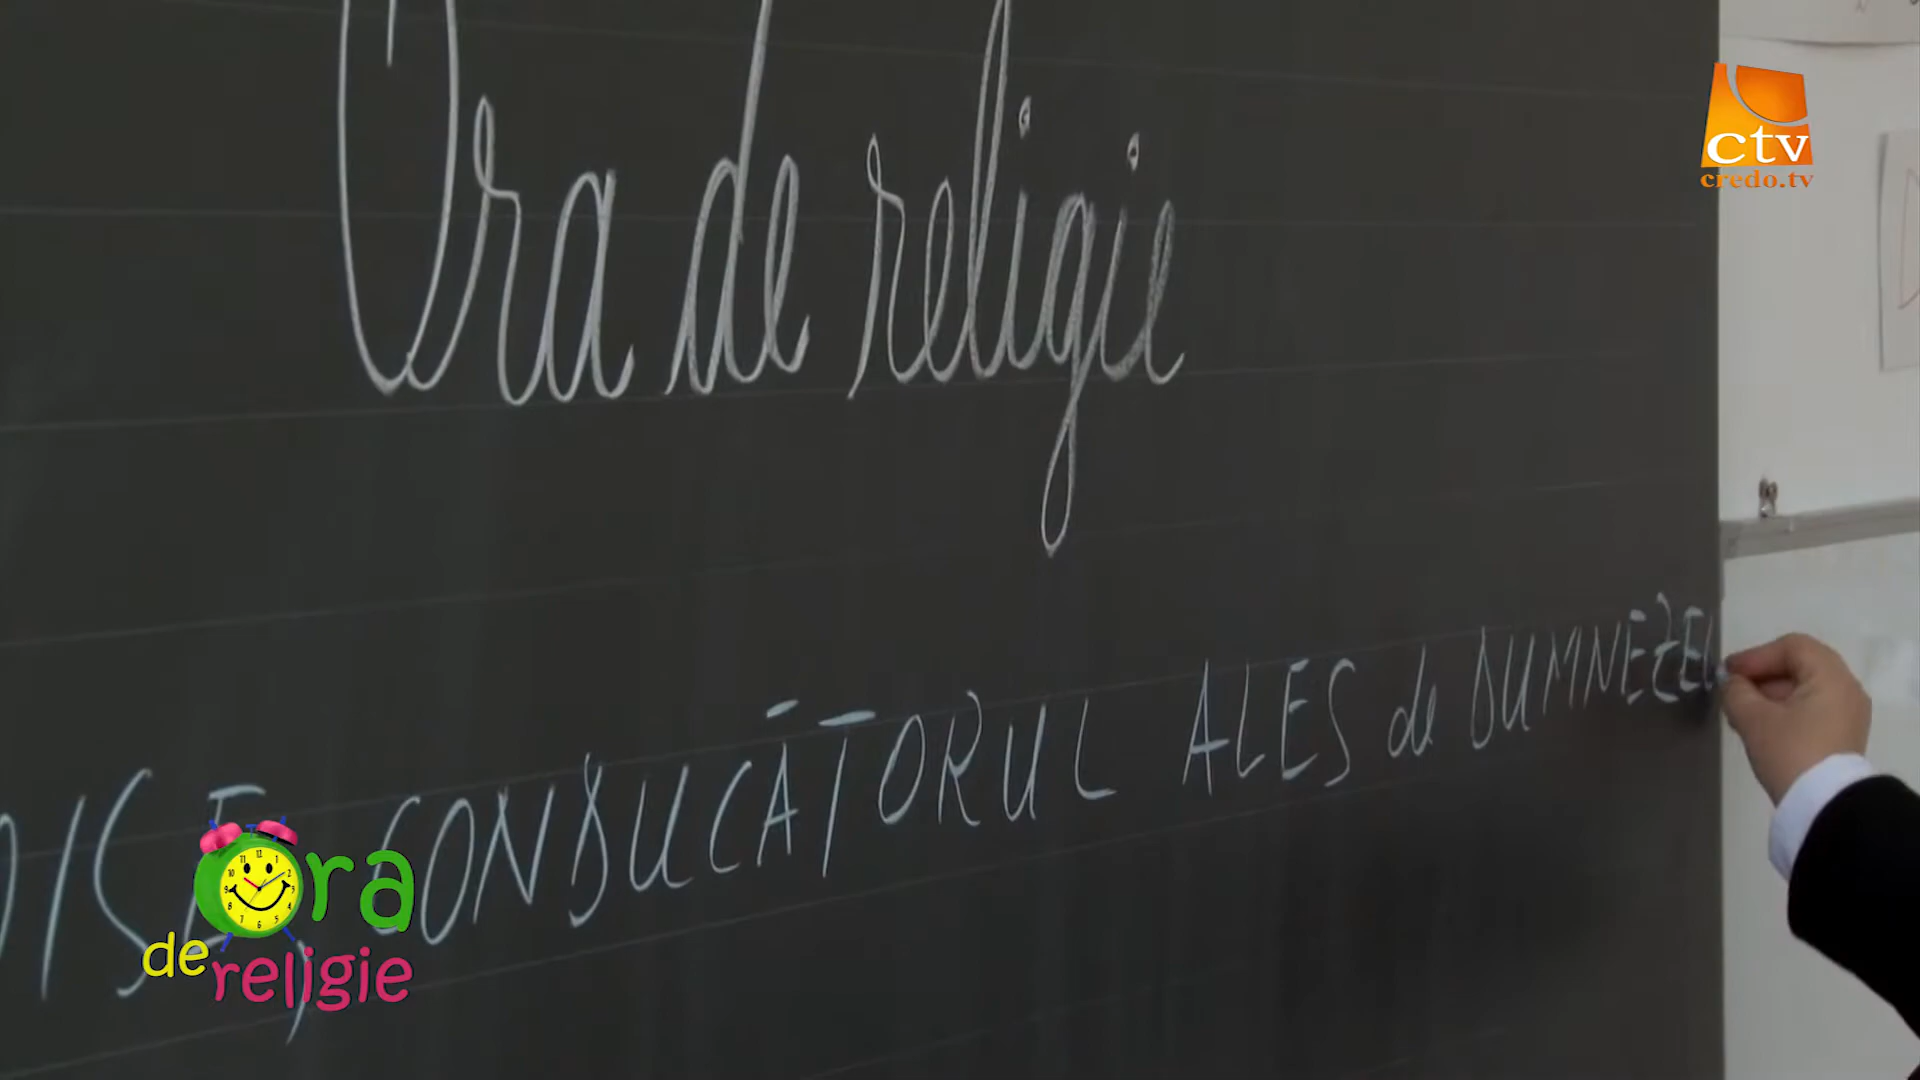 Ora de religie
CONDUCĂTORUL ALES de DUMNEZEU
ctv
credo.tv
Ora
de religie